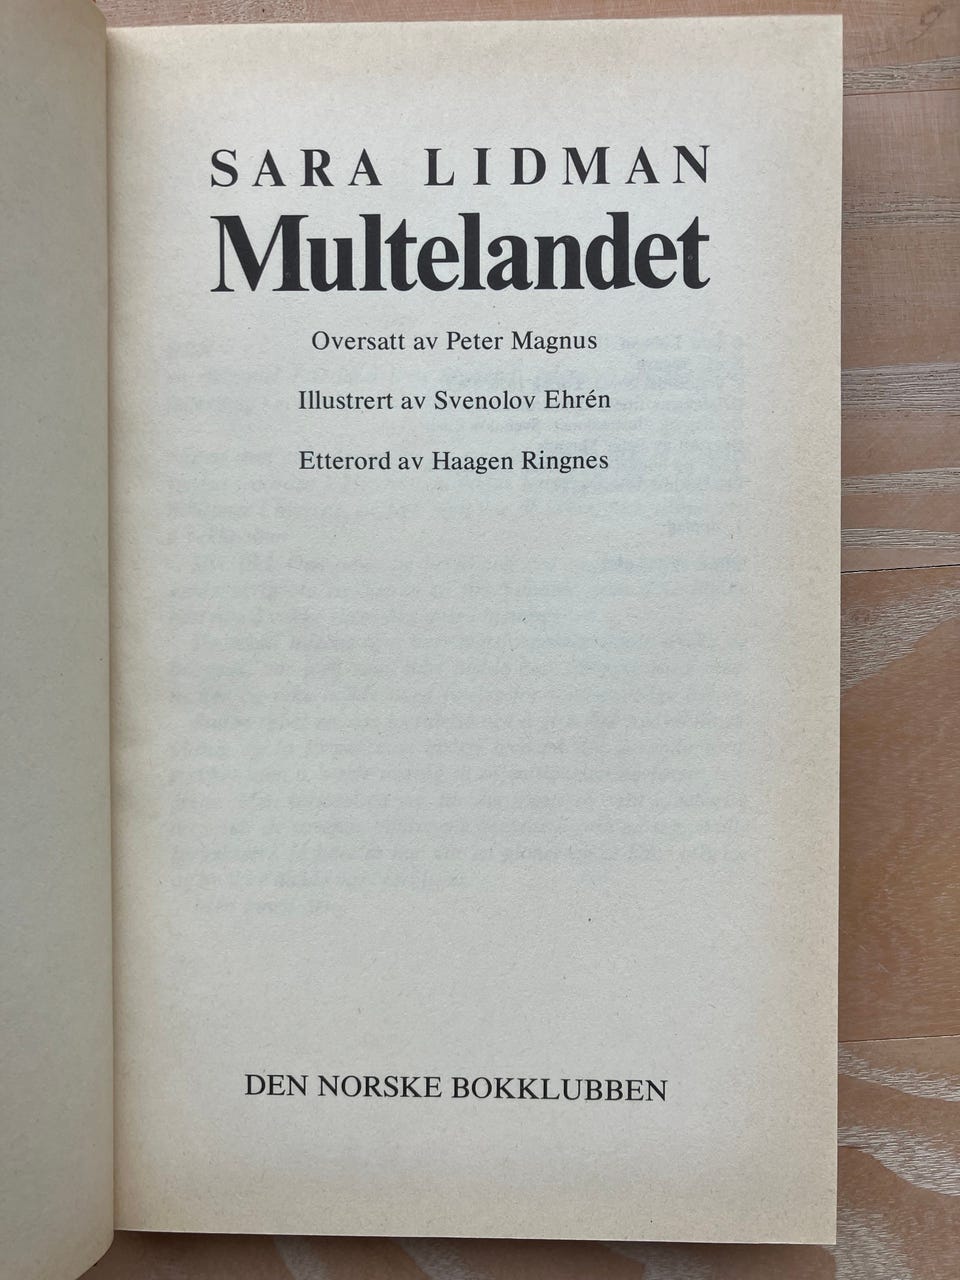 SARA LIDMAN
Multelandet
Oversatt av Peter Magnus
Illustrert av Svenolov Ehrén
Etterord av Haagen Ringnes
DEN NORSKE BOKKLUBBEN